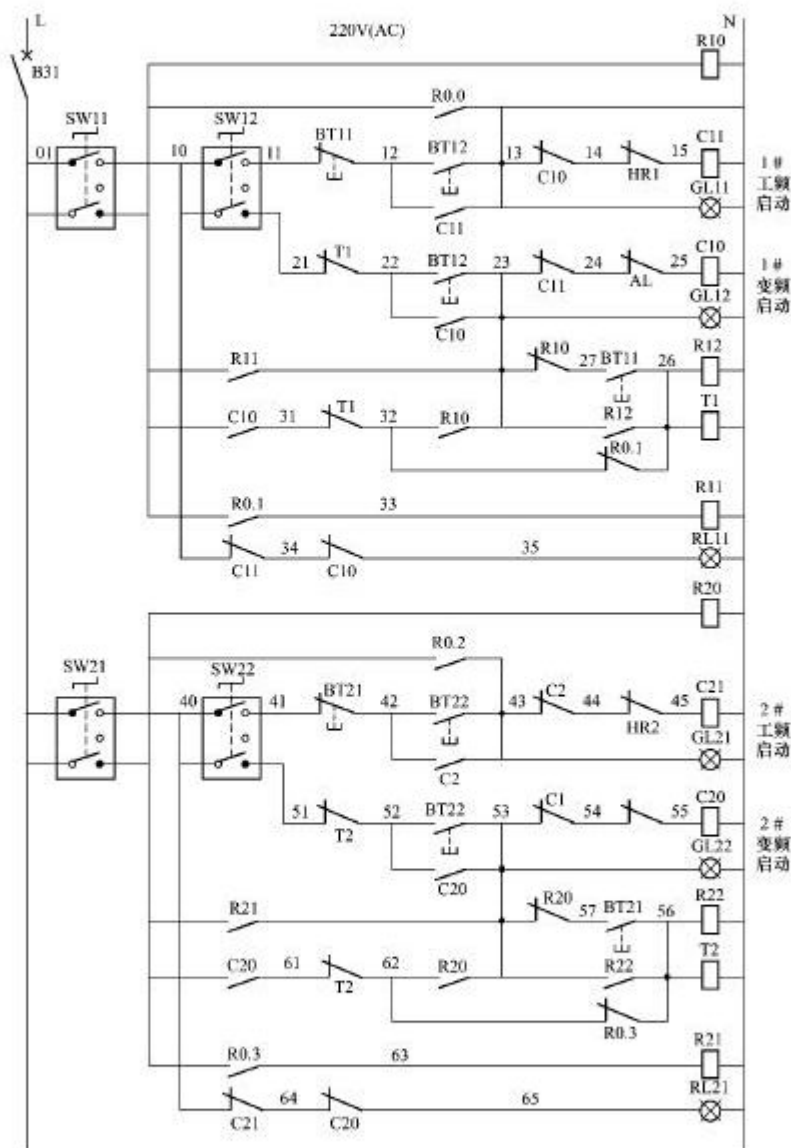 L
220V(AC)
N
R10
B31
R0.0
SW11
SW12
BT11
BT12
C11
01
10
11
12
13
14
15
1#
工频
启动
C10
HR1
GL11
C11
T1
BT12
C10
21
22
23
24
25
1#
变频
启动
C11
AL
GL12
C10
R11
R10
27
BT11
26
R12
C10
31
T1
32
R10
R12
T1
R0.1
R0.1
33
R11
34
35
RL11
C11
C10
R20
R0.2
SW21
SW22
BT21
BT22
C2
C21
40
41
42
43
44
45
2#
工频
启动
HR2
GL21
C2
BT22
C1
C20
51
52
53
54
55
2#
变频
启动
T2
GL22
C20
R21
R20
57
BT21
56
R22
C20
61
62
R20
R22
T2
T2
R0.3
R0.3
63
R21
64
65
RL21
C21
C20